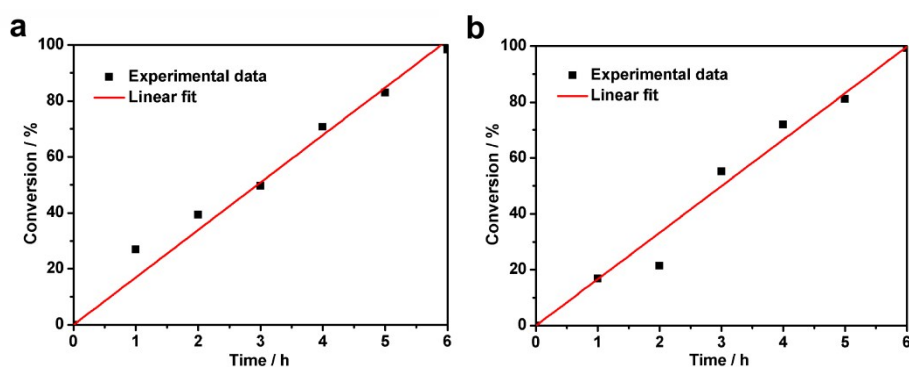 a
100
80
60
40
20
0
Conversion / %
Experimental data
Linear fit
0 1 2 3 4 5 6
Time / h
b
100
80
60
40
20
0
Conversion / %
Experimental data
Linear fit
0 1 2 3 4 5 6
Time / h